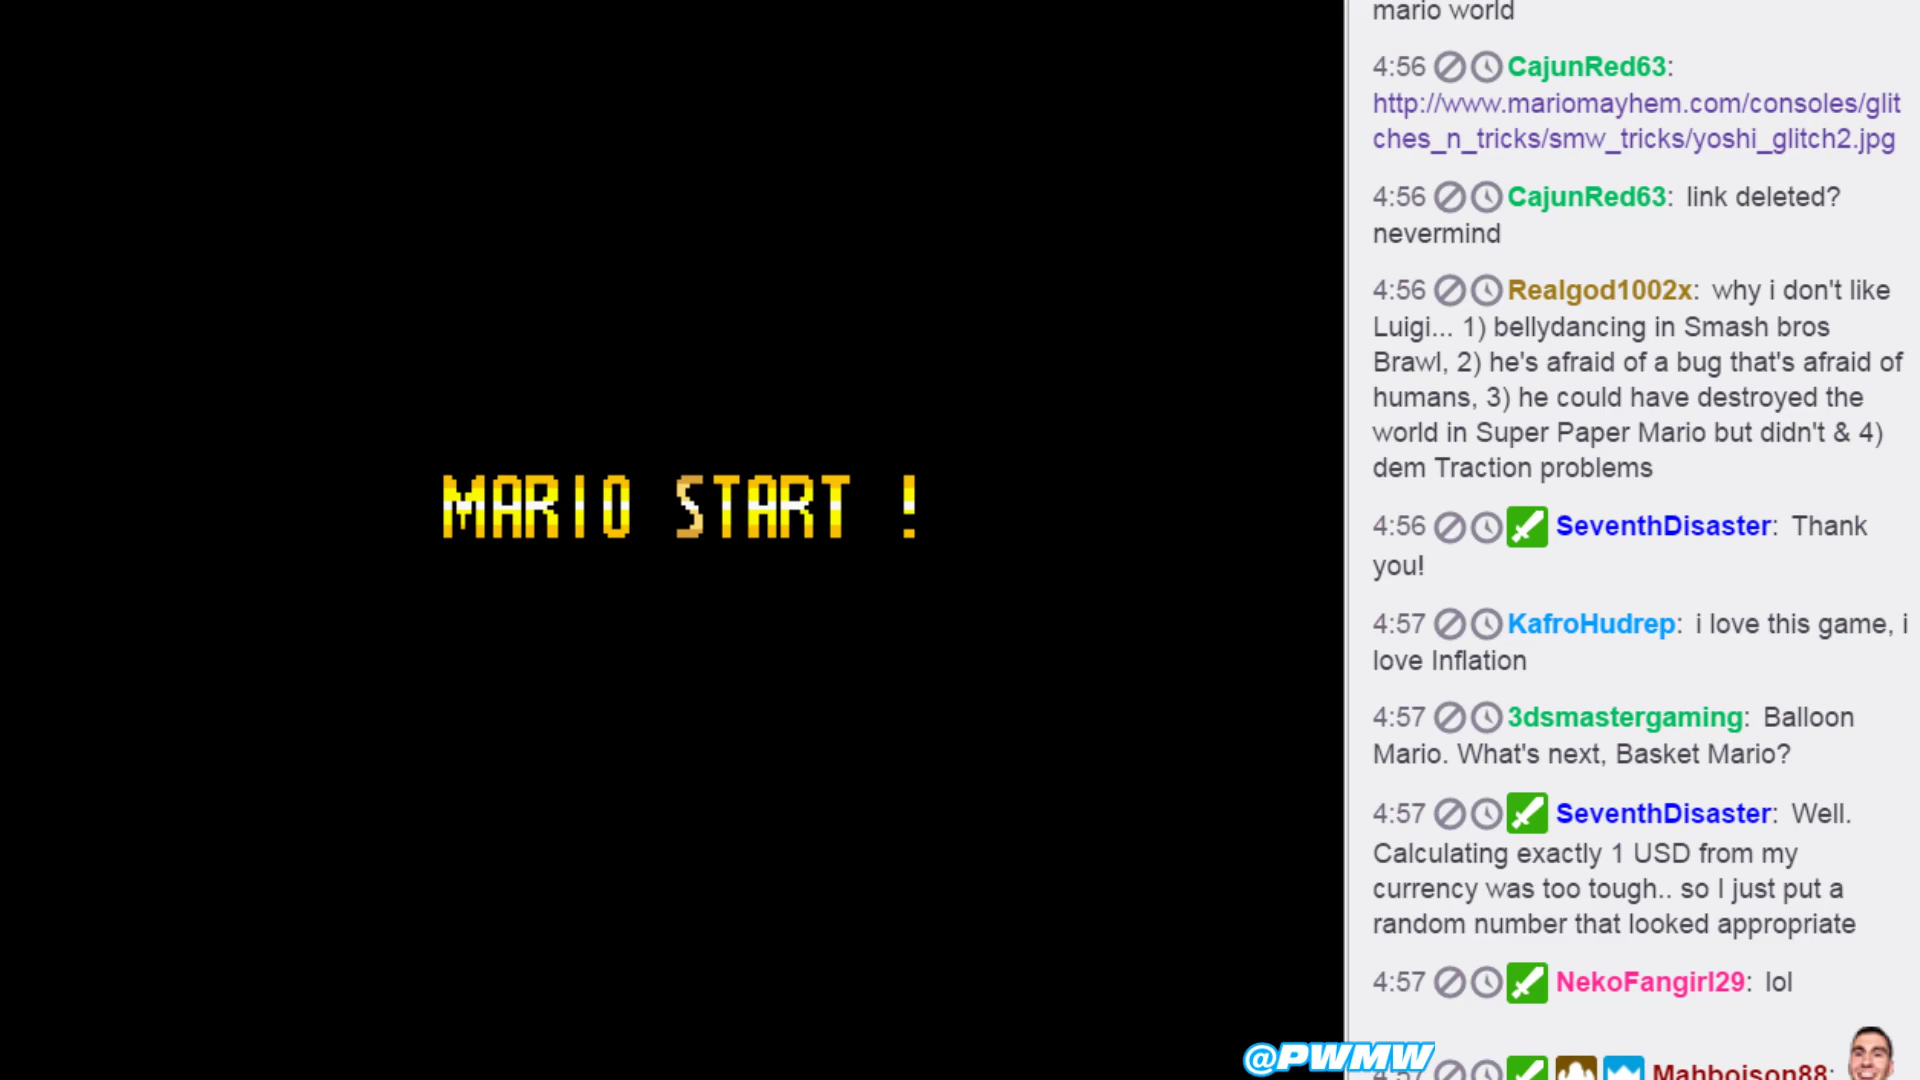 MARIO START !
mario world
4:56 CajunRed63:
http://www.mariomayhem.com/consoles/glit
ches_n_tricks/smw_tricks/yoshi_glitch2.jpg
4:56 CajunRed63: link deleted?
nevermind
4:56 Realgod1002x: why i don't like
Luigi... 1) bellydancing in Smash bros
Brawl, 2) he's afraid of a bug that's afraid of
humans, 3) he could have destroyed the
world in Super Paper Mario but didn't & 4)
dem Traction problems
4:56 SeventhDisaster: Thank
you!
4:57 KafroHudrep: i love this game, i
love Inflation
4:57 3dsmastergaming: Balloon
Mario. What's next, Basket Mario?
4:57 SeventhDisaster: Well.
Calculating exactly 1 USD from my
currency was too tough.. so I just put a
random number that looked appropriate
4:57 NekoFangirl29: lol
4:57 Mahboison88:
@PWMW